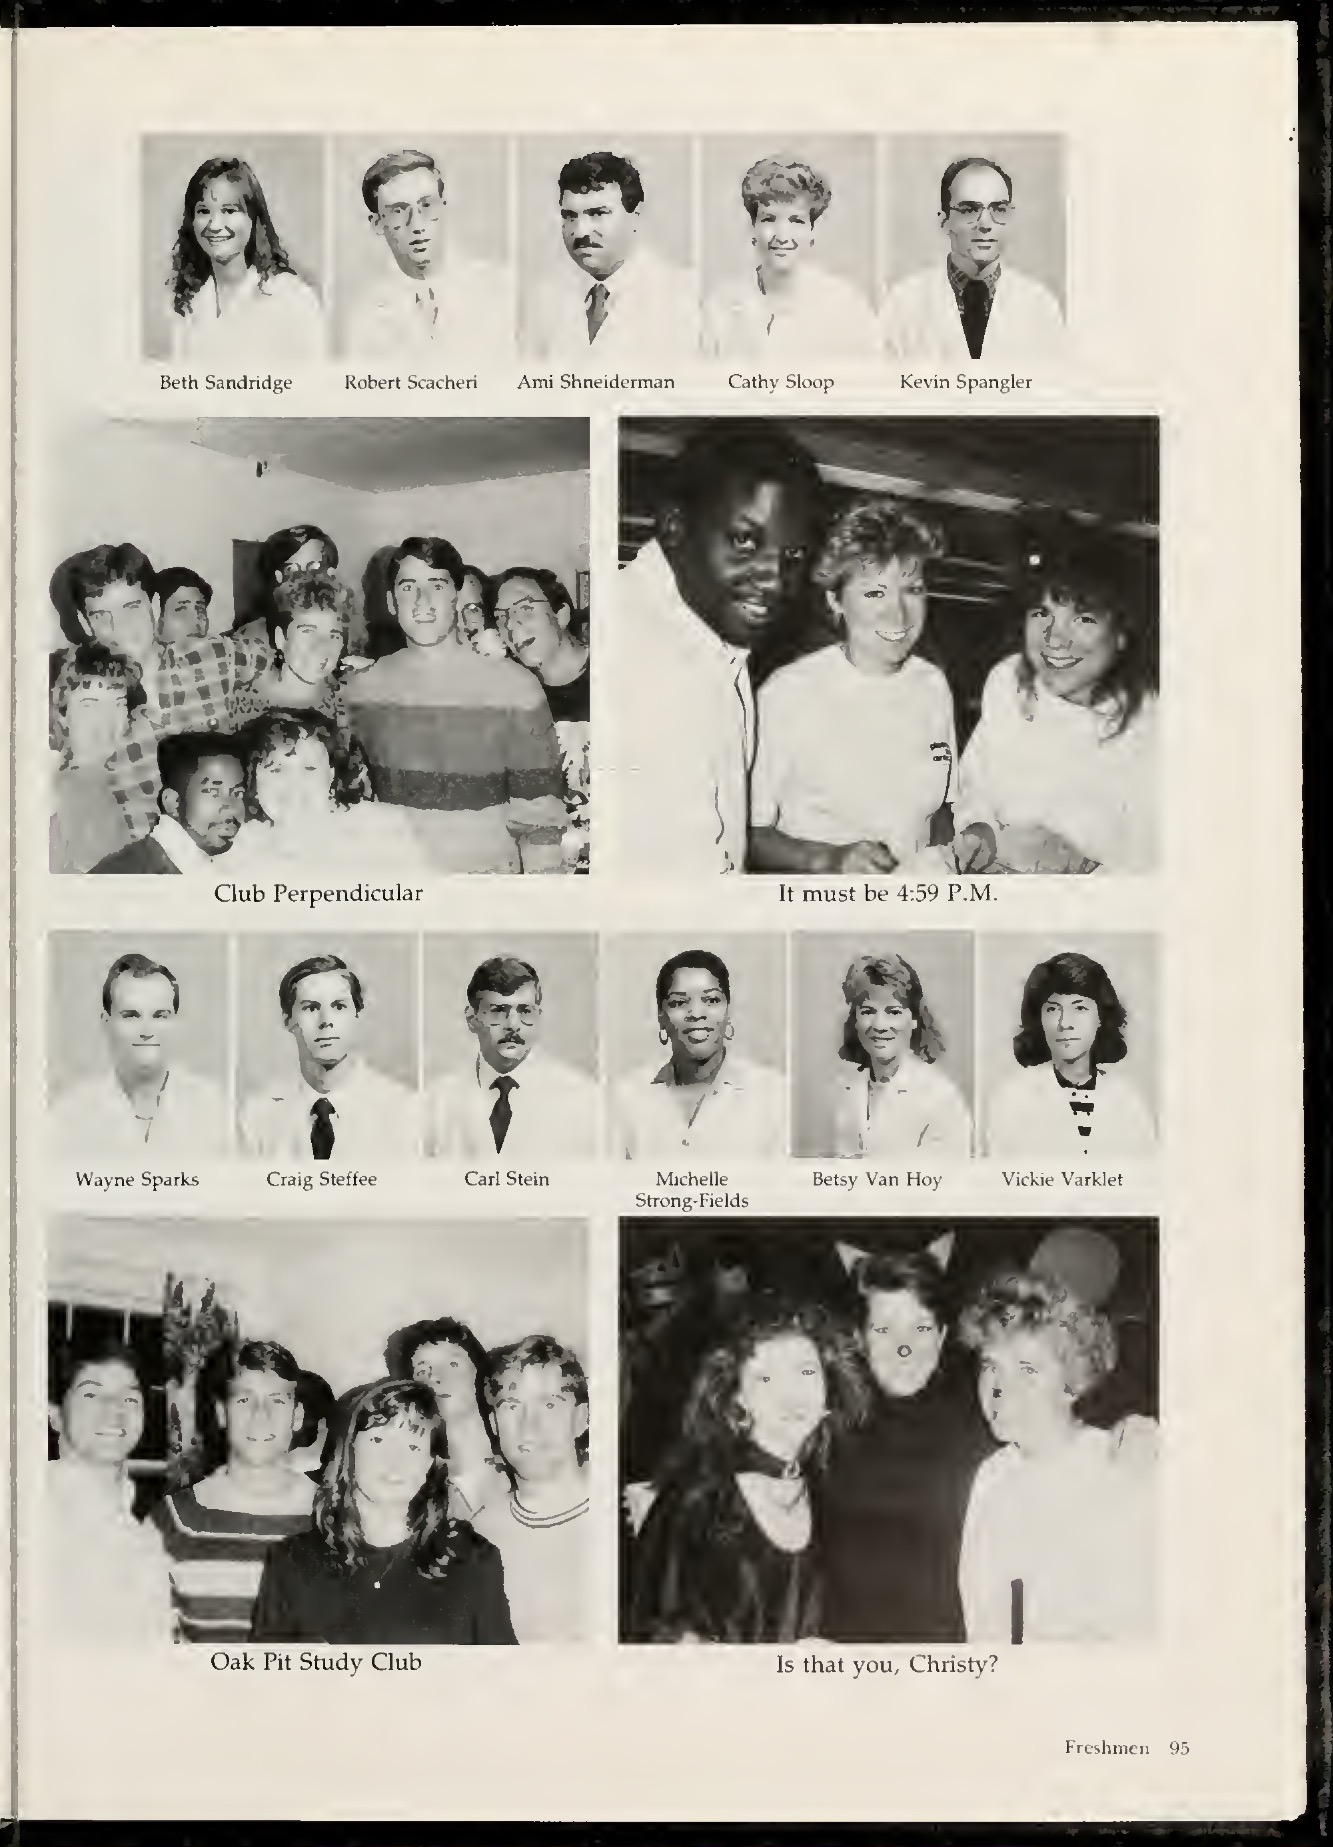 Beth Sandridge Robert Scacheri Ami Shneiderman Cathy Sloop Kevin Spangler
Club Perpendicular
It must be 4:59 P.M.
Wayne Sparks Craig Steffee Carl Stein Michelle Betsy Van Hoy Vickie Varklet
Strong-Fields
Oak Pit Study Club
Is that you, Christy?
Freshmen 95